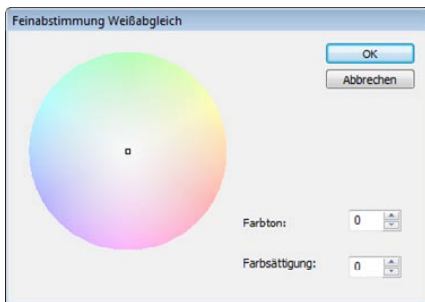 Feinabstimmung Weißabgleich
OK
Abbrechen
Farbton: 0
Farbsättigung: 0